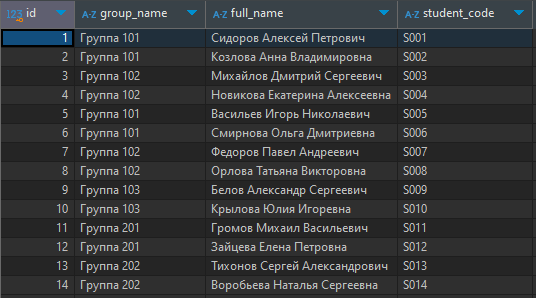 123 id A-Z group_name A-Z full_name A-Z student_code
1 Группа 101 Сидоров Алексей Петрович S001
2 Группа 101 Козлова Анна Владимировна S002
3 Группа 102 Михайлов Дмитрий Сергеевич S003
4 Группа 102 Новикова Екатерина Алексеевна S004
5 Группа 101 Васильев Игорь Николаевич S005
6 Группа 101 Смирнова Ольга Дмитриевна S006
7 Группа 102 Федоров Павел Андреевич S007
8 Группа 102 Орлова Татьяна Викторовна S008
9 Группа 103 Белов Александр Сергеевич S009
10 Группа 103 Крылова Юлия Игоревна S010
11 Группа 201 Громов Михаил Васильевич S011
12 Группа 201 Зайцева Елена Петровна S012
13 Группа 202 Тихонов Сергей Александрович S013
14 Группа 202 Воробьева Наталья Сергеевна S014